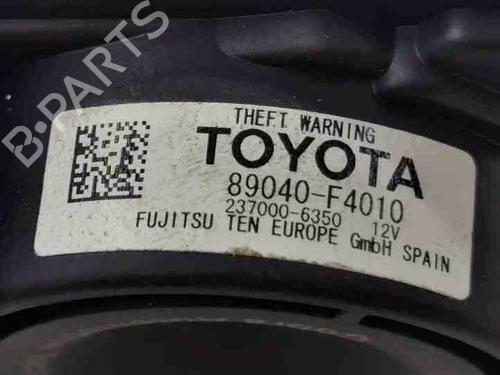 B-PARTS
THEFT WARNING
TOYOTA
89040-F4010
237000-6350 12V
FUJITSU TEN EUROPE GmbH SPAIN